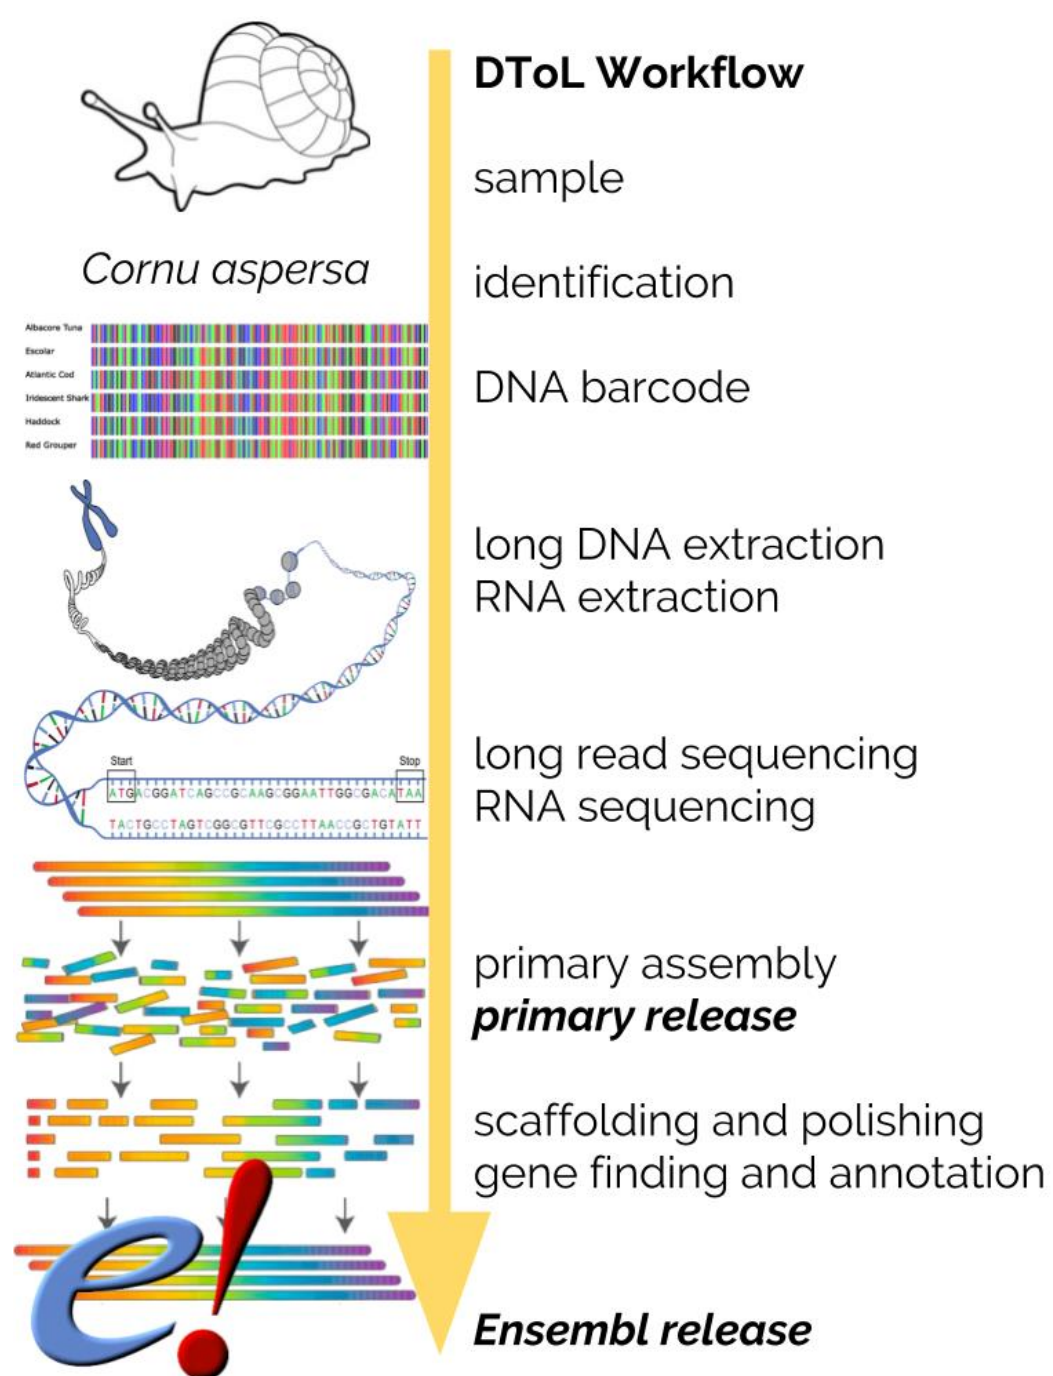 DToL Workflow
sample
Cornu aspersa
identification
Albacore Tuna
Escolar
Atlantic Cod
Iridescent Shark
Haddock
Red Grouper
DNA barcode
long DNA extraction
RNA extraction
Start
Stop
ATGACGGATCAGCCGCAAGCGGAATTGGCGACATAA
TACTGCCTAGTCGGCGTTCGCCTTAACCGCTGTATT
long read sequencing
RNA sequencing
primary assembly
primary release
scaffolding and polishing
gene finding and annotation
e!
Ensembl release